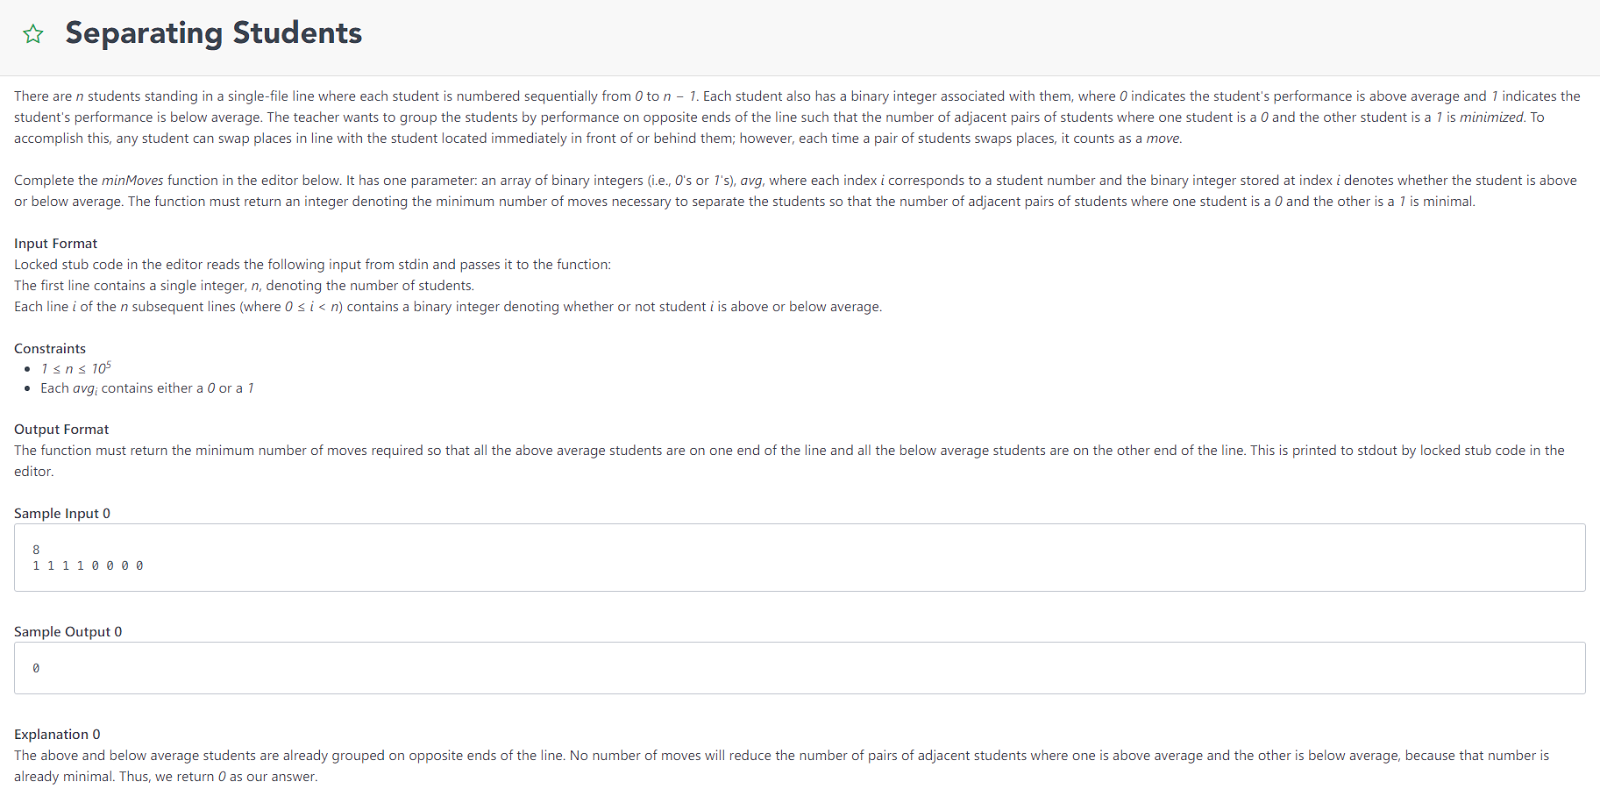 Separating Students
There are n students standing in a single-file line where each student is numbered sequentially from 0 to n − 1. Each student also has a binary integer associated with them, where 0 indicates the student's performance is above average and 1 indicates the
student's performance is below average. The teacher wants to group the students by performance on opposite ends of the line such that the number of adjacent pairs of students where one student is a 0 and the other student is a 1 is minimized. To
accomplish this, any student can swap places in line with the student located immediately in front of or behind them; however, each time a pair of students swaps places, it counts as a move.
Complete the minMoves function in the editor below. It has one parameter: an array of binary integers (i.e., 0's or 1's), avg, where each index i corresponds to a student number and the binary integer stored at index i denotes whether the student is above
or below average. The function must return an integer denoting the minimum number of moves necessary to separate the students so that the number of adjacent pairs of students where one student is a 0 and the other is a 1 is minimal.
Input Format
Locked stub code in the editor reads the following input from stdin and passes it to the function:
The first line contains a single integer, n, denoting the number of students.
Each line i of the n subsequent lines (where 0 ≤ i < n) contains a binary integer denoting whether or not student i is above or below average.
Constraints
• 1 ≤ n ≤ 10⁵
• Each avgᵢ contains either a 0 or a 1
Output Format
The function must return the minimum number of moves required so that all the above average students are on one end of the line and all the below average students are on the other end of the line. This is printed to stdout by locked stub code in the
editor.
Sample Input 0
8
1 1 1 1 0 0 0 0
Sample Output 0
0
Explanation 0
The above and below average students are already grouped on opposite ends of the line. No number of moves will reduce the number of pairs of adjacent students where one is above average and the other is below average, because that number is
already minimal. Thus, we return 0 as our answer.